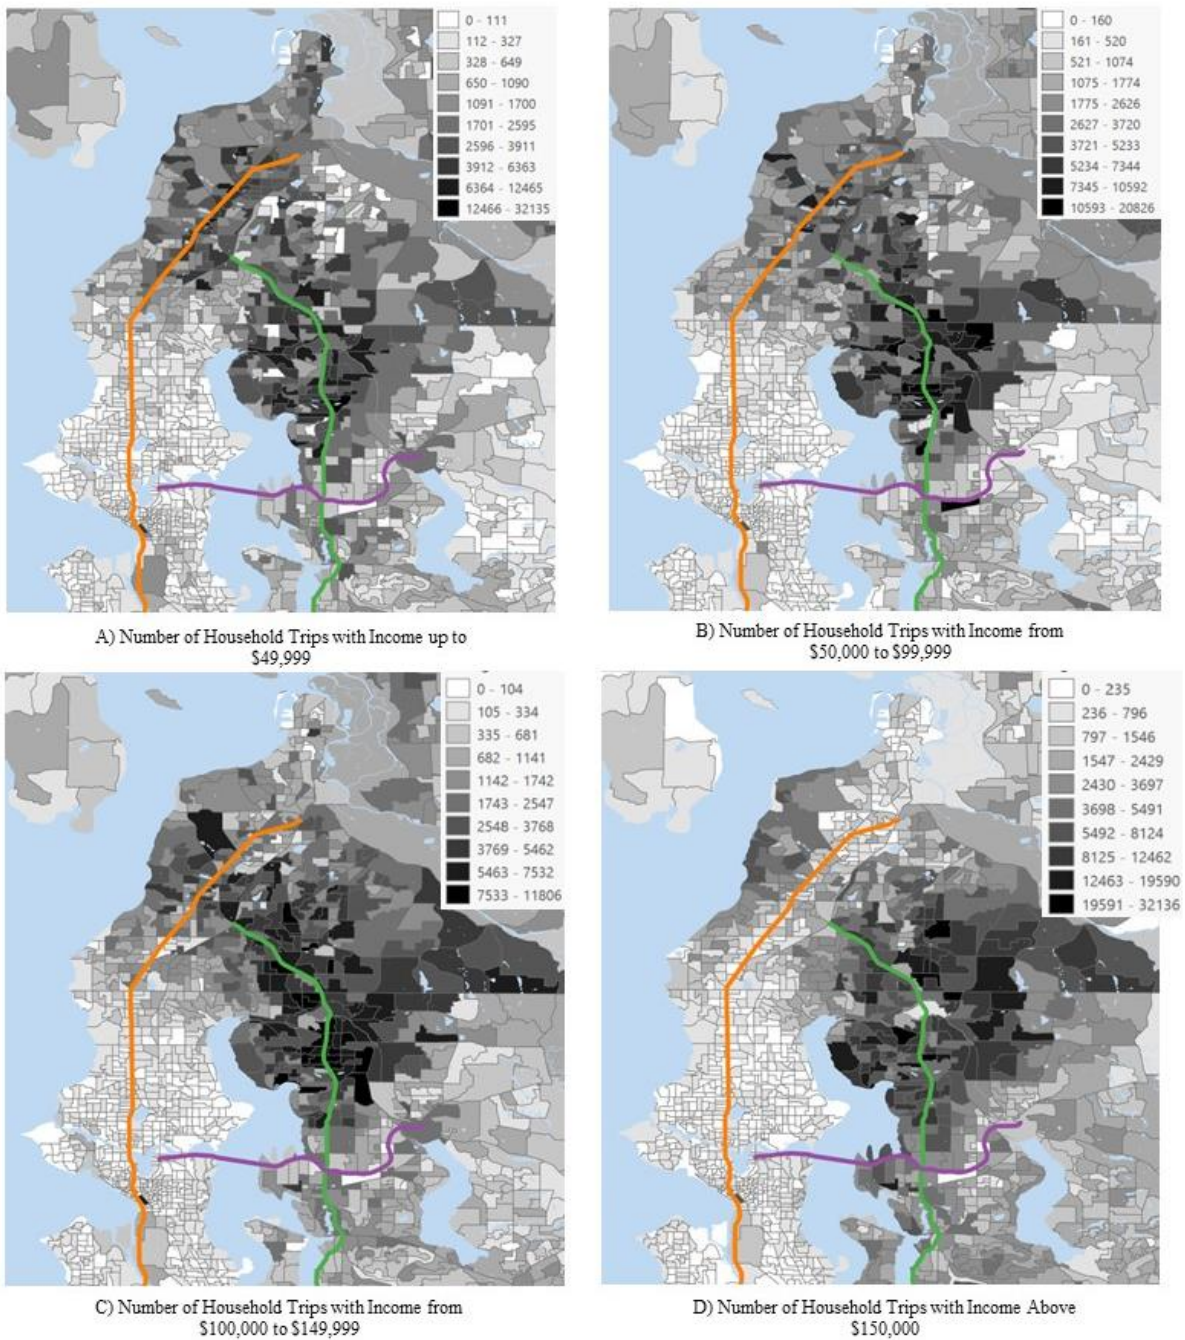 0 - 111
112 - 327
328 - 649
650 - 1090
1091 - 1700
1701 - 2595
2596 - 3911
3912 - 6363
6364 - 12465
12466 - 32135
0 - 160
161 - 520
521 - 1074
1075 - 1774
1775 - 2626
2627 - 3720
3721 - 5233
5234 - 7344
7345 - 10592
10593 - 20826
A) Number of Household Trips with Income up to
$49,999
B) Number of Household Trips with Income from
$50,000 to $99,999
0 - 104
105 - 334
335 - 681
682 - 1141
1142 - 1742
1743 - 2547
2548 - 3768
3769 - 5462
5463 - 7532
7533 - 11806
0 - 235
236 - 796
797 - 1546
1547 - 2429
2430 - 3697
3698 - 5491
5492 - 8124
8125 - 12462
12463 - 19590
19591 - 32136
C) Number of Household Trips with Income from
$100,000 to $149,999
D) Number of Household Trips with Income Above
$150,000